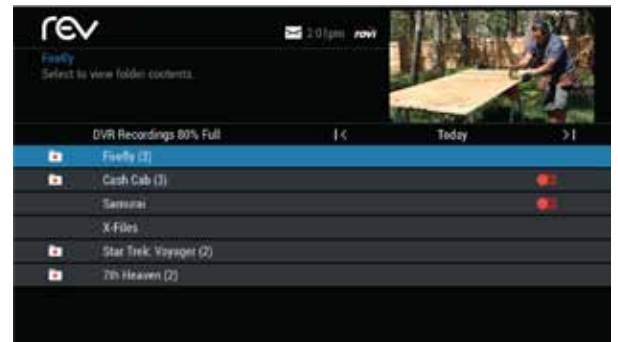 rev
2:01pm rovi
Firefly
Select to view folder contents.
DVR Recordings 80% Full |< Today >|
Firefly (2)
Cash Cab (3)
Samurai
X-Files
Star Trek: Voyager (2)
7th Heaven (2)